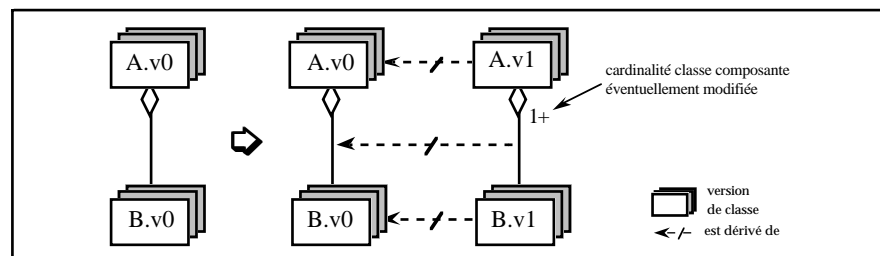 A.v0
A.v0
A.v1
cardinalité classe composante
éventuellement modifiée
1+
B.v0
B.v0
B.v1
version
de classe
est dérivé de